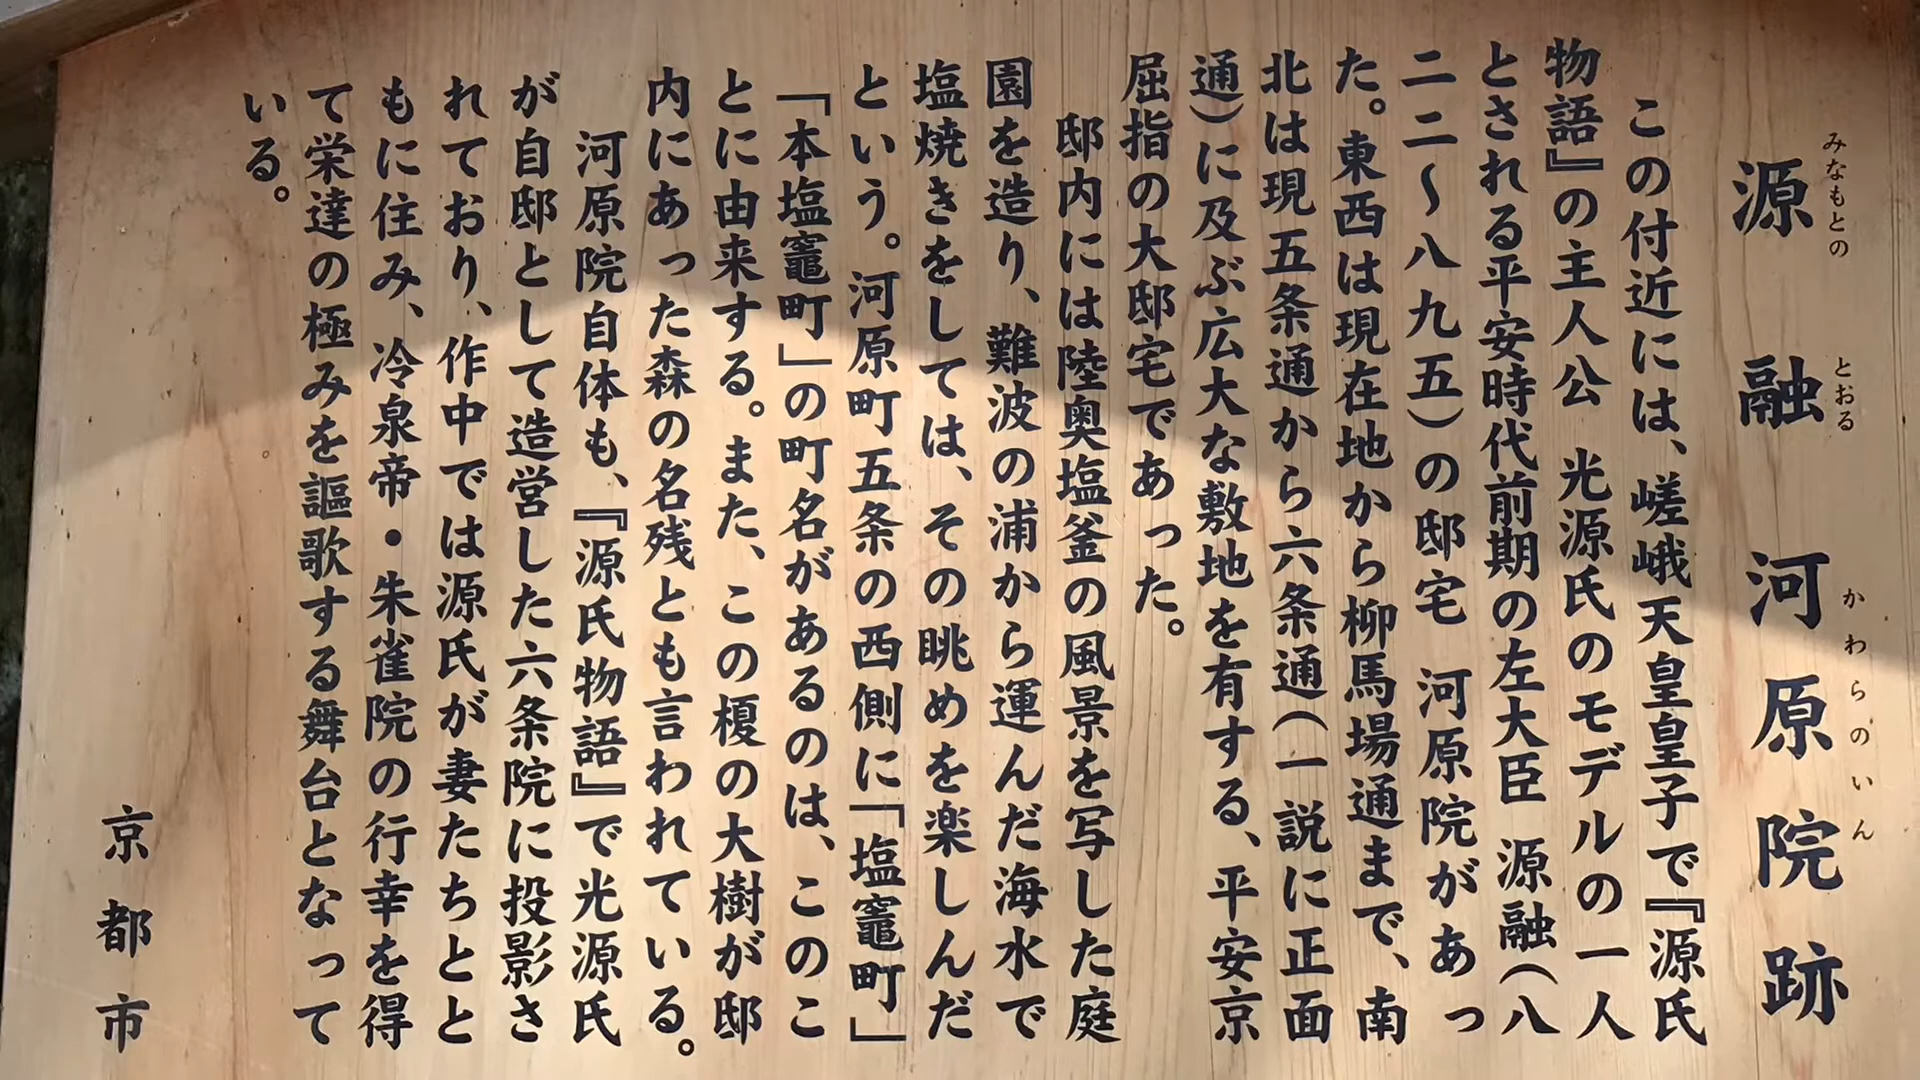 源融河原院跡
みなもとの とおる かわらのいん
この付近には、嵯峨天皇皇子で『源氏
物語』の主人公 光源氏のモデルの一人
とされる平安時代前期の左大臣 源融(八
二二〜八九五)の邸宅 河原院があっ
た。東西は現在地から柳馬場通まで、南
北は現五条通から六条通(一説に正面
通)に及ぶ広大な敷地を有する、平安京
屈指の大邸宅であった。
邸内には陸奥塩釜の風景を写した庭
園を造り、難波の浦から運んだ海水で
塩焼きをしては、その眺めを楽しんだ
という。河原町五条の西側に「塩竈町」
「本塩竈町」の町名があるのは、このこ
とに由来する。また、この榎の大樹が邸
内にあった森の名残とも言われている。
河原院自体も、『源氏物語』で光源氏
が自邸として造営した六条院に投影さ
れており、作中では源氏が妻たちとと
もに住み、冷泉帝・朱雀院の行幸を得
て栄達の極みを謳歌する舞台となって
いる。
京都市